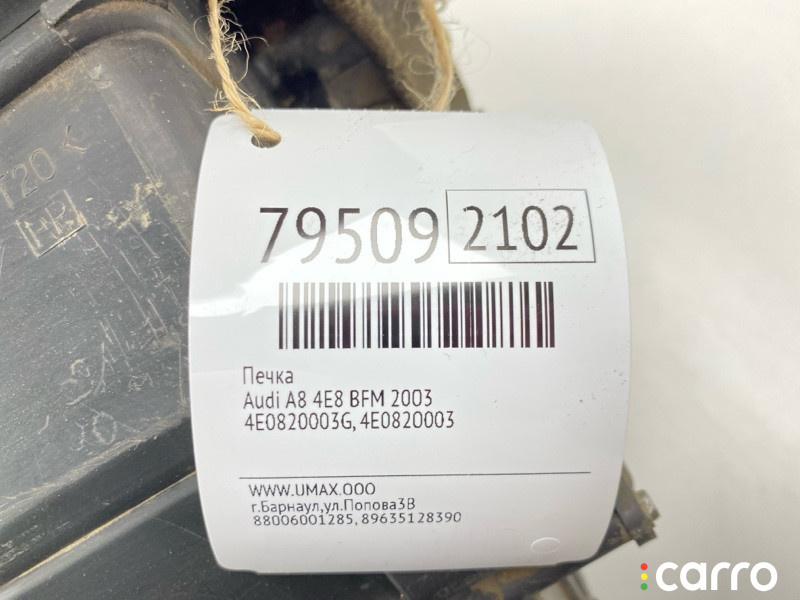 T20 <
HR
79509 2102
Печка
Audi A8 4E8 BFM 2003
4E0820003G, 4E0820003
WWW.UMAX.OOO
г.Барнаул,ул.Попова3В
88006001285, 89635128390
carro